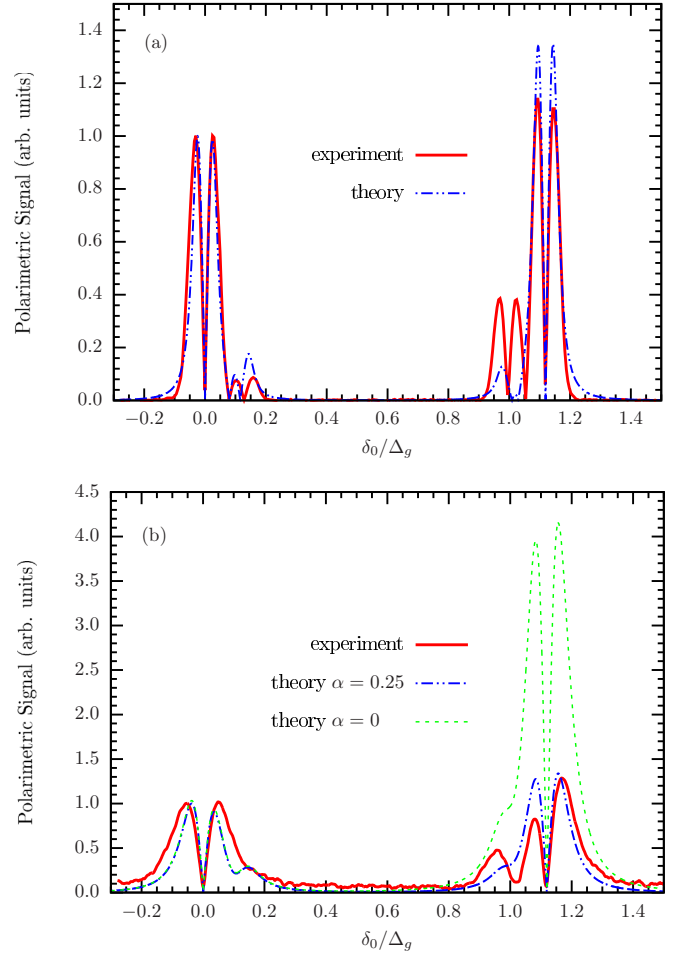 (a)
Polarimetric Signal (arb. units)
1.4
1.2
1.0
0.8
0.6
0.4
0.2
0.0
experiment
theory
−0.2 0.0 0.2 0.4 0.6 0.8 1.0 1.2 1.4
δ₀/Δ_g
(b)
Polarimetric Signal (arb. units)
4.5
4.0
3.5
3.0
2.5
2.0
1.5
1.0
0.5
0.0
experiment
theory α = 0.25
theory α = 0
−0.2 0.0 0.2 0.4 0.6 0.8 1.0 1.2 1.4
δ₀/Δ_g